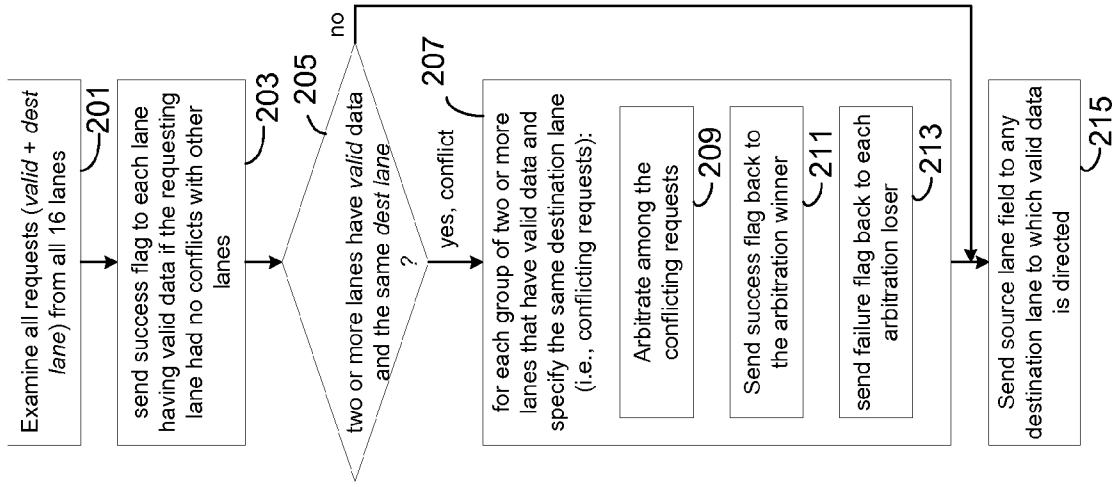 Examine all requests (valid + dest
lane) from all 16 lanes
201
send success flag to each lane
having valid data if the requesting
lane had no conflicts with other
lanes
203
205
two or more lanes have valid data
and the same dest lane
?
no
yes, conflict
207
for each group of two or more
lanes that have valid data and
specify the same destination lane
(i.e., conflicting requests):
Arbitrate among the
conflicting requests
209
Send success flag back to
the arbitration winner
211
send failure flag back to each
arbitration loser
213
Send source lane field to any
destination lane to which valid data
is directed
215